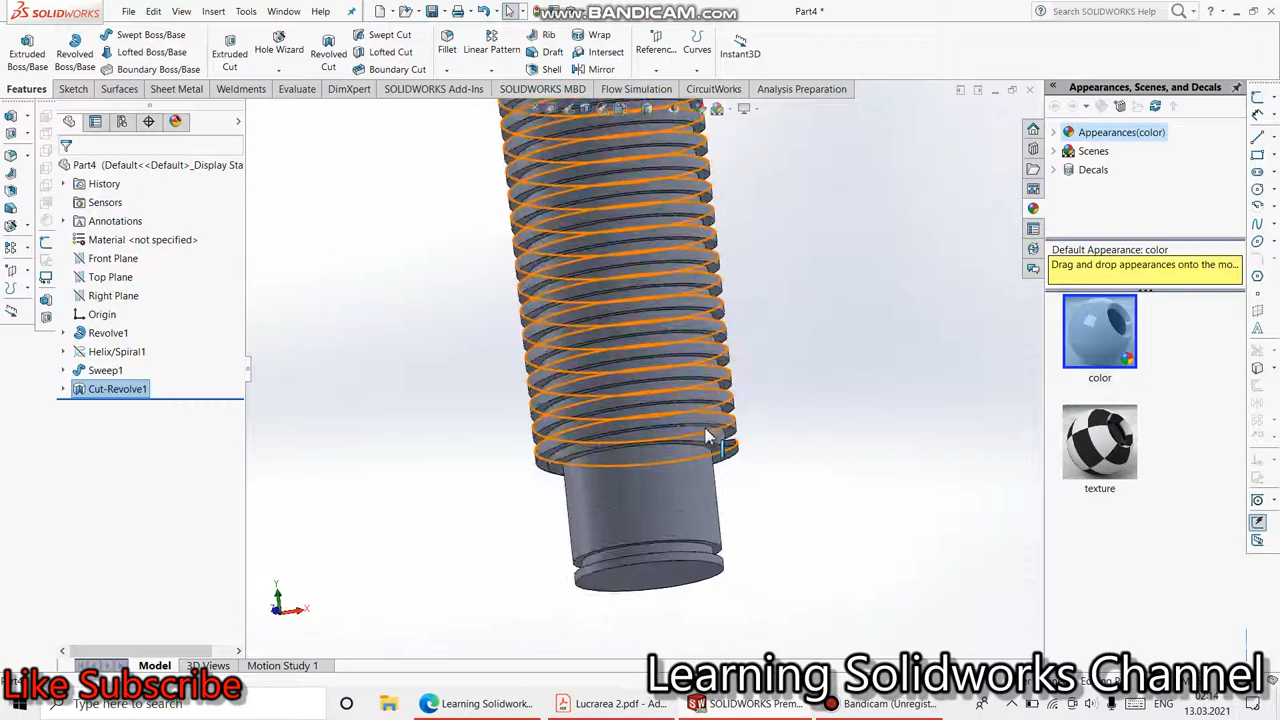 SOLIDWORKS File Edit View Insert Tools Window www.BANDICAM.com Part4 * Search SOLIDWORKS Help
Extruded Boss/Base
Revolved Boss/Base
Swept Boss/Base
Lofted Boss/Base
Boundary Boss/Base
Extruded Cut
Hole Wizard
Revolved Cut
Swept Cut
Lofted Cut
Boundary Cut
Fillet
Linear Pattern
Rib
Draft
Shell
Wrap
Intersect
Mirror
Referenc...
Curves
Instant3D
Features Sketch Surfaces Sheet Metal Weldments Evaluate DimXpert SOLIDWORKS Add-Ins SOLIDWORKS MBD Flow Simulation CircuitWorks Analysis Preparation
Part4 (Default<<Default>_Display Sta
History
Sensors
Annotations
Material <not specified>
Front Plane
Top Plane
Right Plane
Origin
Revolve1
Helix/Spiral1
Sweep1
Cut-Revolve1
Y
X
Appearances, Scenes, and Decals
Appearances(color)
Scenes
Decals
Default Appearance: color
Drag and drop appearances onto the mo...
color
texture
Model 3D Views Motion Study 1
Like Subscribe
Learning Solidworks Channel
Type here to search
Learning Solidwork...
Lucrarea 2.pdf - Ad...
SOLIDWORKS Prem...
Bandicam (Unregist...
02:14
13.03.2021